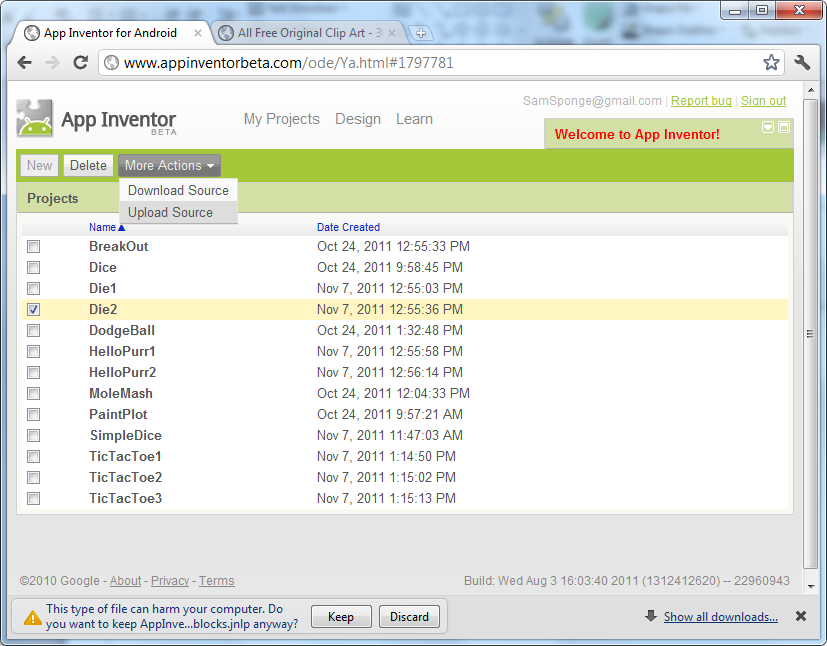 App Inventor for Android
All Free Original Clip Art - 30
www.appinventorbeta.com/ode/Ya.html#1797781
SamSponge@gmail.com | Report bug | Sign out
App Inventor
BETA
My Projects Design Learn
Welcome to App Inventor!
New Delete More Actions
Download Source
Upload Source
Projects
Name Date Created
BreakOut Oct 24, 2011 12:55:33 PM
Dice Oct 24, 2011 9:58:45 PM
Die1 Nov 7, 2011 12:55:03 PM
Die2 Nov 7, 2011 12:55:36 PM
DodgeBall Oct 24, 2011 1:32:48 PM
HelloPurr1 Nov 7, 2011 12:55:58 PM
HelloPurr2 Nov 7, 2011 12:56:14 PM
MoleMash Oct 24, 2011 12:04:33 PM
PaintPlot Oct 24, 2011 9:57:21 AM
SimpleDice Nov 7, 2011 11:47:03 AM
TicTacToe1 Nov 7, 2011 1:14:50 PM
TicTacToe2 Nov 7, 2011 1:15:02 PM
TicTacToe3 Nov 7, 2011 1:15:13 PM
©2010 Google - About - Privacy - Terms
Build: Wed Aug 3 16:03:40 2011 (1312412620) -- 22960943
This type of file can harm your computer. Do
you want to keep AppInve...blocks.jnlp anyway?
Keep Discard
Show all downloads...